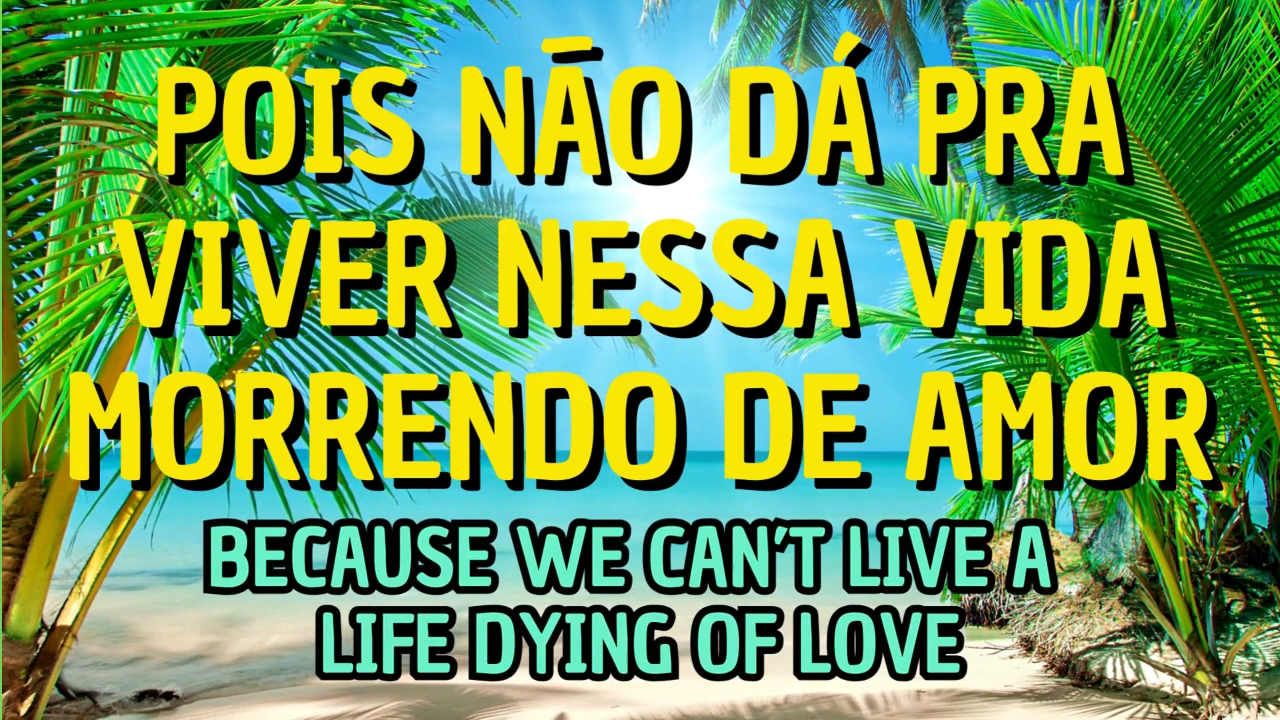 POIS NÃO DÁ PRA
VIVER NESSA VIDA
MORRENDO DE AMOR
BECAUSE WE CAN'T LIVE A
LIFE DYING OF LOVE